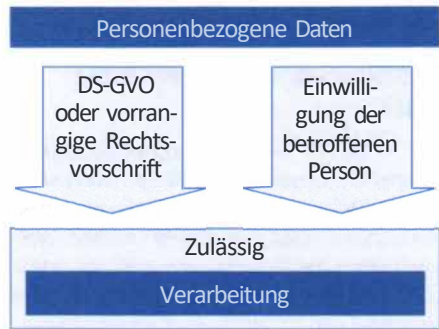 Personenbezogene Daten
DS-GVO
oder vorran-
gige Rechts-
vorschrift
Einwilli-
gung der
betroffenen
Person
Zulässig
Verarbeitung